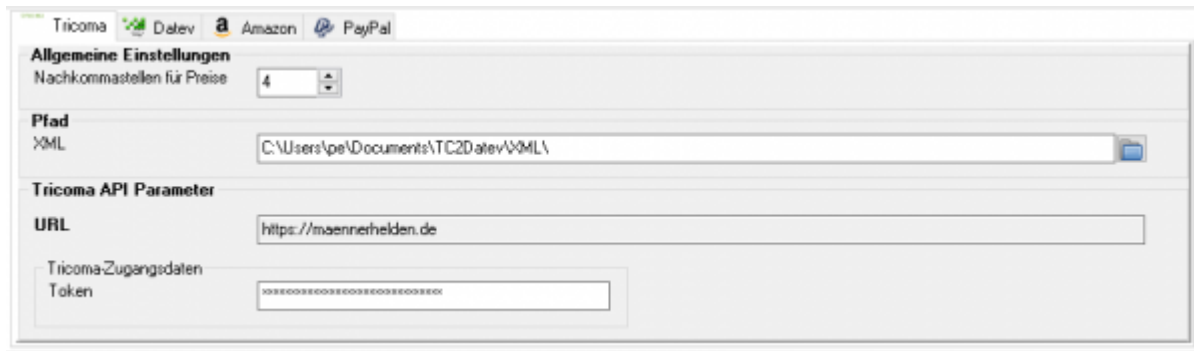 Tricoma Datev Amazon PayPal
Allgemeine Einstellungen
Nachkommastellen für Preise 4
Pfad
XML C:\Users\pe\Documents\TC2Datev\XML\
Tricoma API Parameter
URL https://maennerhelden.de
Tricoma-Zugangsdaten
Token